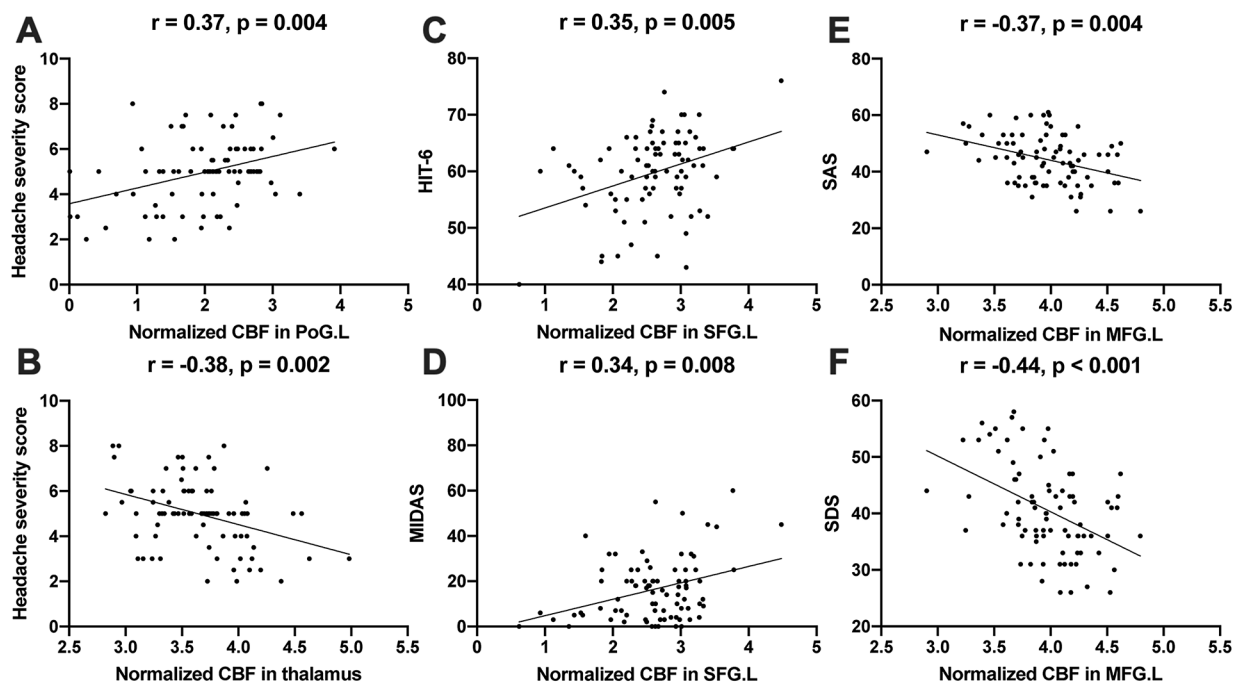 A
r = 0.37, p = 0.004
Headache severity score
10
8
6
4
2
0
0 1 2 3 4 5
Normalized CBF in PoG.L
C
r = 0.35, p = 0.005
HIT-6
80
70
60
50
40
0 1 2 3 4 5
Normalized CBF in SFG.L
E
r = -0.37, p = 0.004
SAS
80
60
40
20
0
2.5 3.0 3.5 4.0 4.5 5.0 5.5
Normalized CBF in MFG.L
B
r = -0.38, p = 0.002
Headache severity score
10
8
6
4
2
0
2.5 3.0 3.5 4.0 4.5 5.0 5.5
Normalized CBF in thalamus
D
r = 0.34, p = 0.008
MIDAS
100
80
60
40
20
0
0 1 2 3 4 5
Normalized CBF in SFG.L
F
r = -0.44, p < 0.001
SDS
60
50
40
30
20
2.5 3.0 3.5 4.0 4.5 5.0 5.5
Normalized CBF in MFG.L